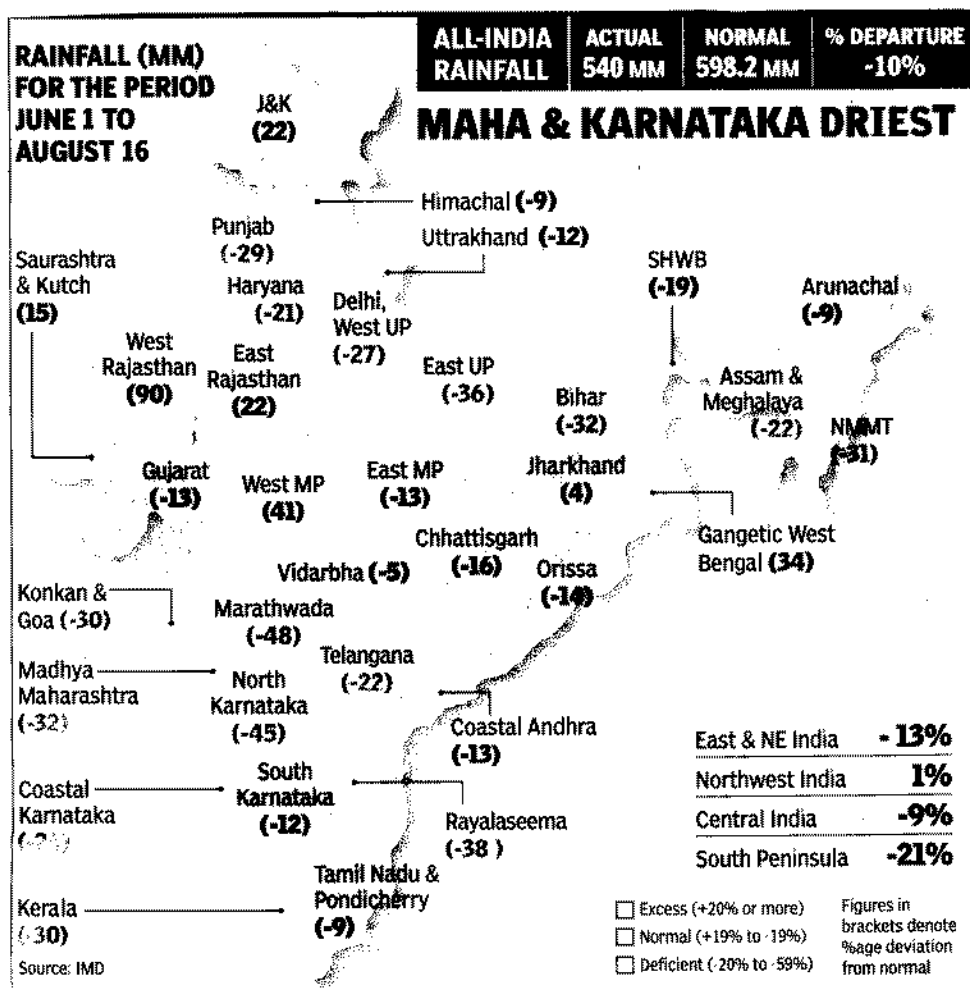 RAINFALL (MM)
FOR THE PERIOD
JUNE 1 TO
AUGUST 16
ALL-INDIA
RAINFALL
ACTUAL
540 MM
NORMAL
598.2 MM
% DEPARTURE
-10%
MAHA & KARNATAKA DRIEST
J&K
(22)
Himachal (-9)
Uttrakhand (-12)
Punjab
(-29)
Saurashtra
& Kutch
(15)
Haryana
(-21)
Delhi,
West UP
(-27)
SHWB
(-19)
Arunachal
(-9)
West
Rajasthan
(90)
East
Rajasthan
(22)
East UP
(-36)
Bihar
(-32)
Assam &
Meghalaya
(-22)
NMMT
(-31)
Gujarat
(-13)
West MP
(41)
East MP
(-13)
Jharkhand
(4)
Gangetic West
Bengal (34)
Chhattisgarh
(-16)
Vidarbha (-5)
Orissa
(-14)
Konkan &
Goa (-30)
Marathwada
(-48)
Telangana
(-22)
Madhya
Maharashtra
(-32)
North
Karnataka
(-45)
Coastal Andhra
(-13)
Coastal
Karnataka
South
Karnataka
(-12)
Rayalaseema
(-38 )
Kerala
(-30)
Tamil Nadu &
Pondicherry
(-9)
East & NE India - 13%
Northwest India 1%
Central India -9%
South Peninsula -21%
Excess (+20% or more)
Normal (+19% to -19%)
Deficient (-20% to -59%)
Figures in
brackets denote
%age deviation
from normal
Source: IMD